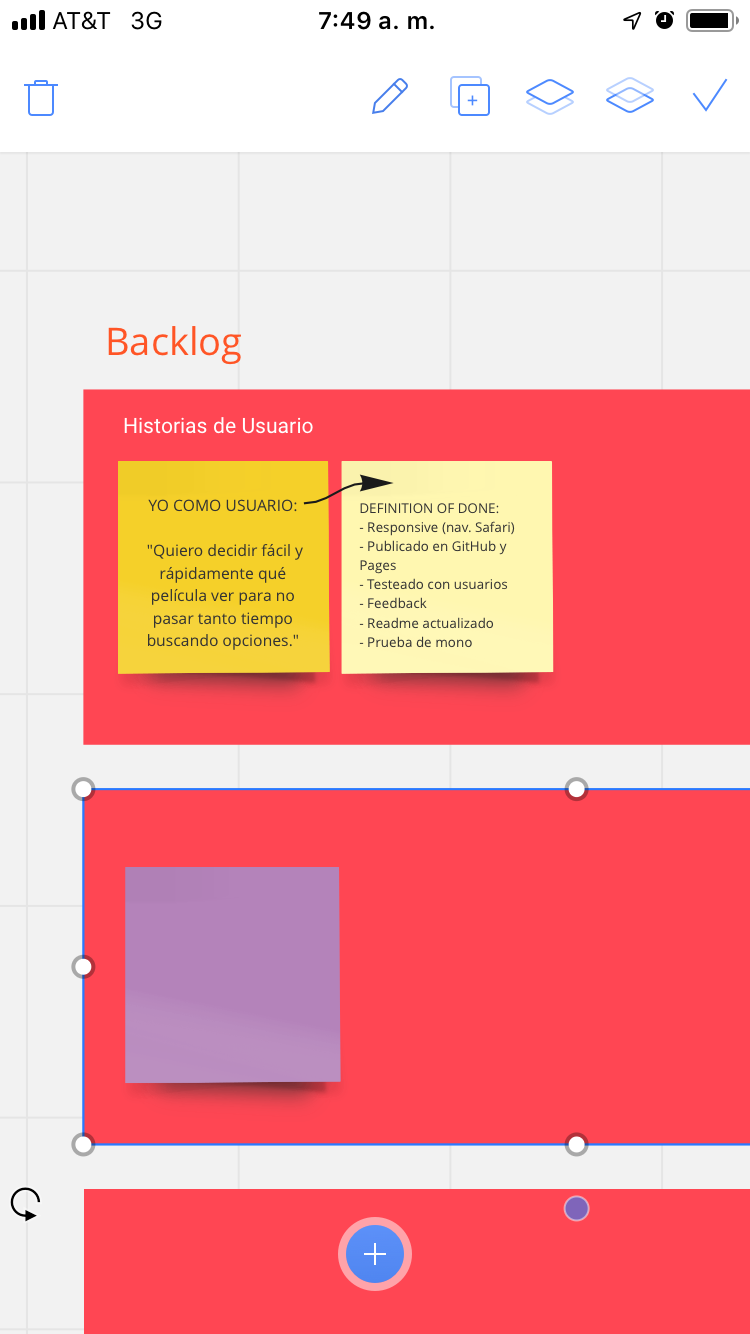 AT&T 3G 7:49 a. m.
Backlog
Historias de Usuario
YO COMO USUARIO:
"Quiero decidir fácil y
rápidamente qué
película ver para no
pasar tanto tiempo
buscando opciones."
DEFINITION OF DONE:
- Responsive (nav. Safari)
- Publicado en GitHub y
Pages
- Testeado con usuarios
- Feedback
- Readme actualizado
- Prueba de mono